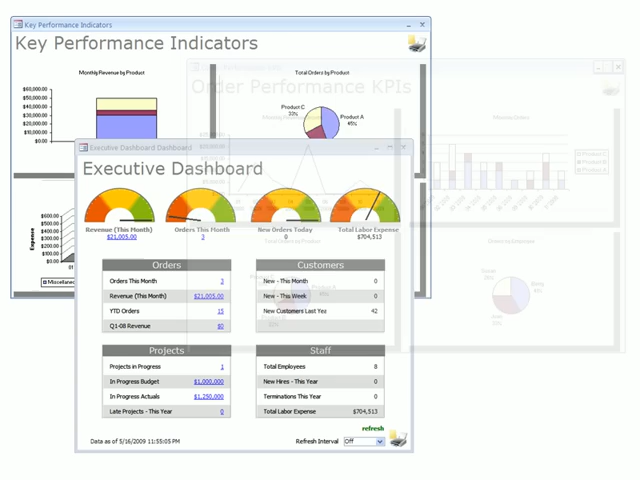 Key Performance Indicators
Key Performance Indicators
Monthly Revenue by Product
$60,000.00
$50,000.00
$40,000.00
$30,000.00
$20,000.00
$10,000.00
$0.00
Total Orders by Product
Product C
33%
Product A
45%
Order Performance KPIs
Product C
Product B
Product A
Expense
$600.00
$500.00
$400.00
$300.00
$200.00
$100.00
$0.00
Executive Dashboard Dashboard
Executive Dashboard
Revenue (This Month)
$21,005.00
Orders This Month
3
New Orders Today
0
Total Labor Expense
$704,513
Orders
Orders This Month 3
Revenue (This Month) $21,005.00
YTD Orders 15
Q1-08 Revenue $0
Customers
New - This Month 0
New - This Week 0
New Customers Last Yea 42
Projects
Projects in Progress 1
In Progress Budget $1,000,000
In Progress Actuals $1,250,000
Late Projects - This Year 0
Staff
Total Employees 8
New Hires - This Year 0
Terminations This Year 0
Total Labor Expense $704,513
refresh
Data as of 5/16/2009 11:55:05 PM
Refresh Interval Off